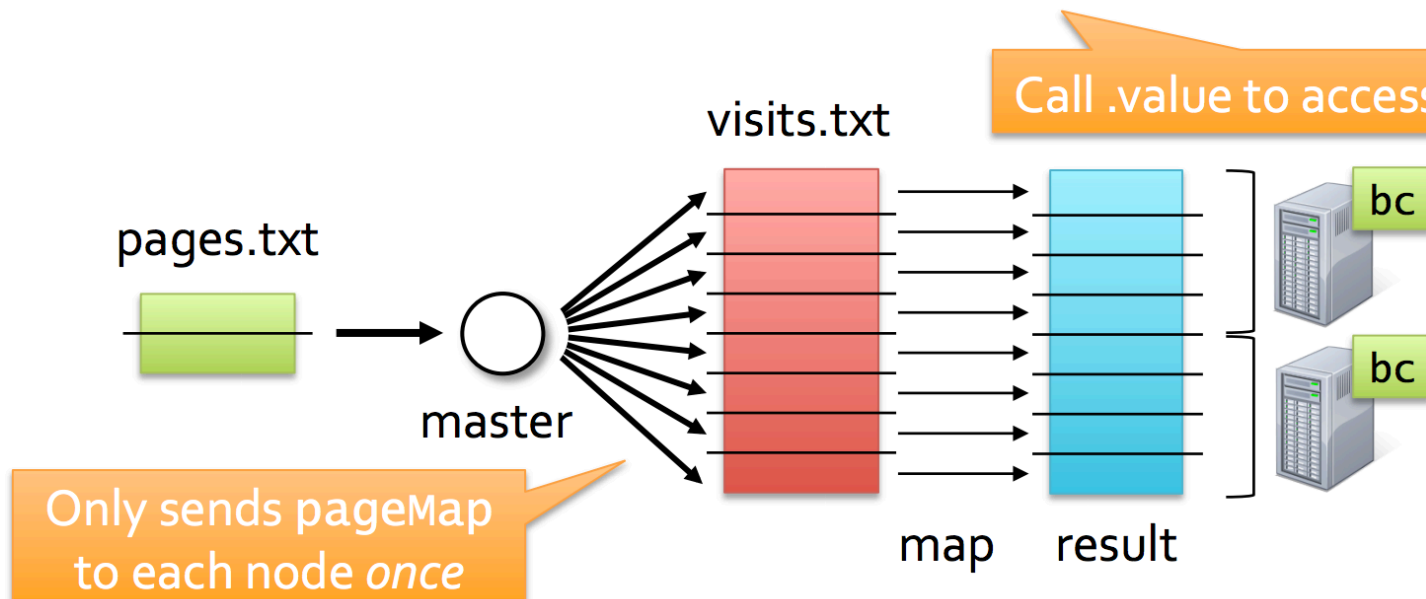 Call .value to access
visits.txt
bc
pages.txt
bc
master
Only sends pageMap
to each node once
map
result